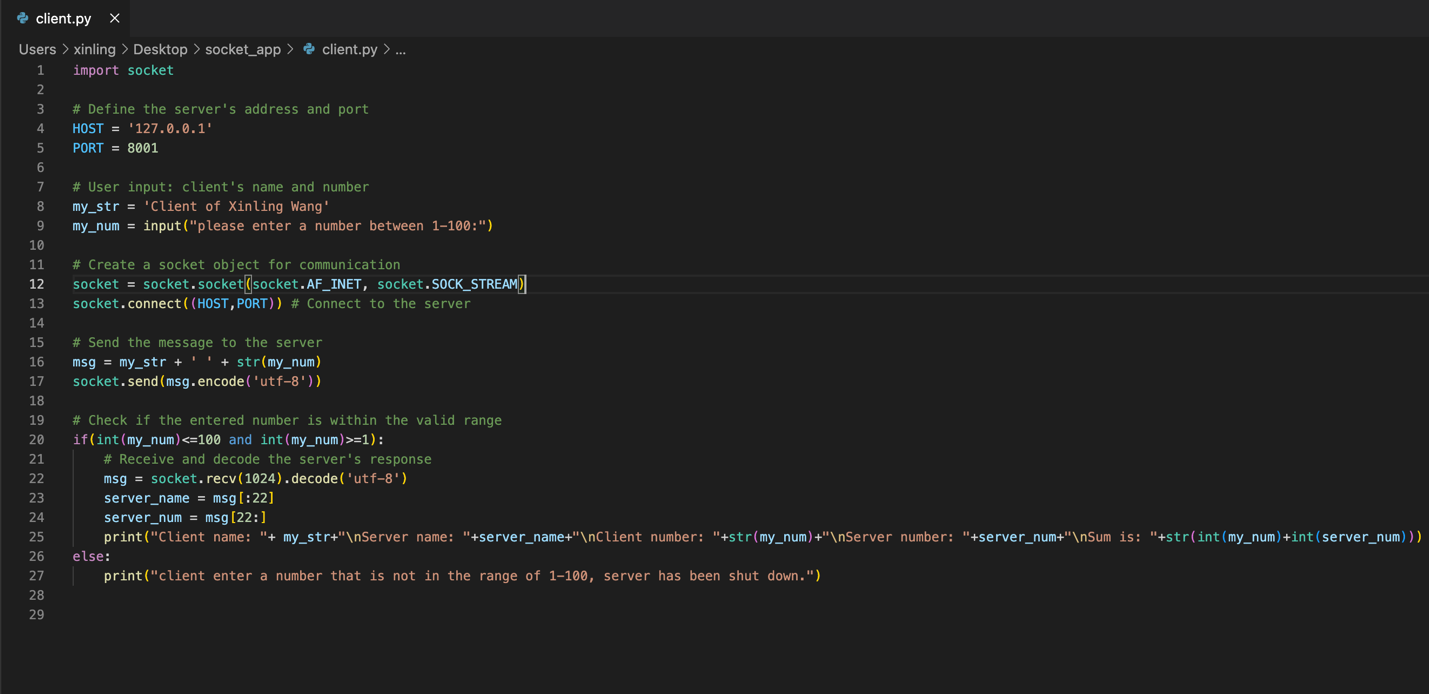 client.py ×
Users > xinling > Desktop > socket_app > client.py > ...
1 import socket
2
3 # Define the server's address and port
4 HOST = '127.0.0.1'
5 PORT = 8001
6
7 # User input: client's name and number
8 my_str = 'Client of Xinling Wang'
9 my_num = input("please enter a number between 1-100:")
10
11 # Create a socket object for communication
12 socket = socket.socket(socket.AF_INET, socket.SOCK_STREAM)
13 socket.connect((HOST,PORT)) # Connect to the server
14
15 # Send the message to the server
16 msg = my_str + ' ' + str(my_num)
17 socket.send(msg.encode('utf-8'))
18
19 # Check if the entered number is within the valid range
20 if(int(my_num)<=100 and int(my_num)>=1):
21     # Receive and decode the server's response
22     msg = socket.recv(1024).decode('utf-8')
23     server_name = msg[:22]
24     server_num = msg[22:]
25     print("Client name: "+ my_str+"\nServer name: "+server_name+"\nClient number: "+str(my_num)+"\nServer number: "+server_num+"\nSum is: "+str(int(my_num)+int(server_num)))
26 else:
27     print("client enter a number that is not in the range of 1-100, server has been shut down.")
28
29